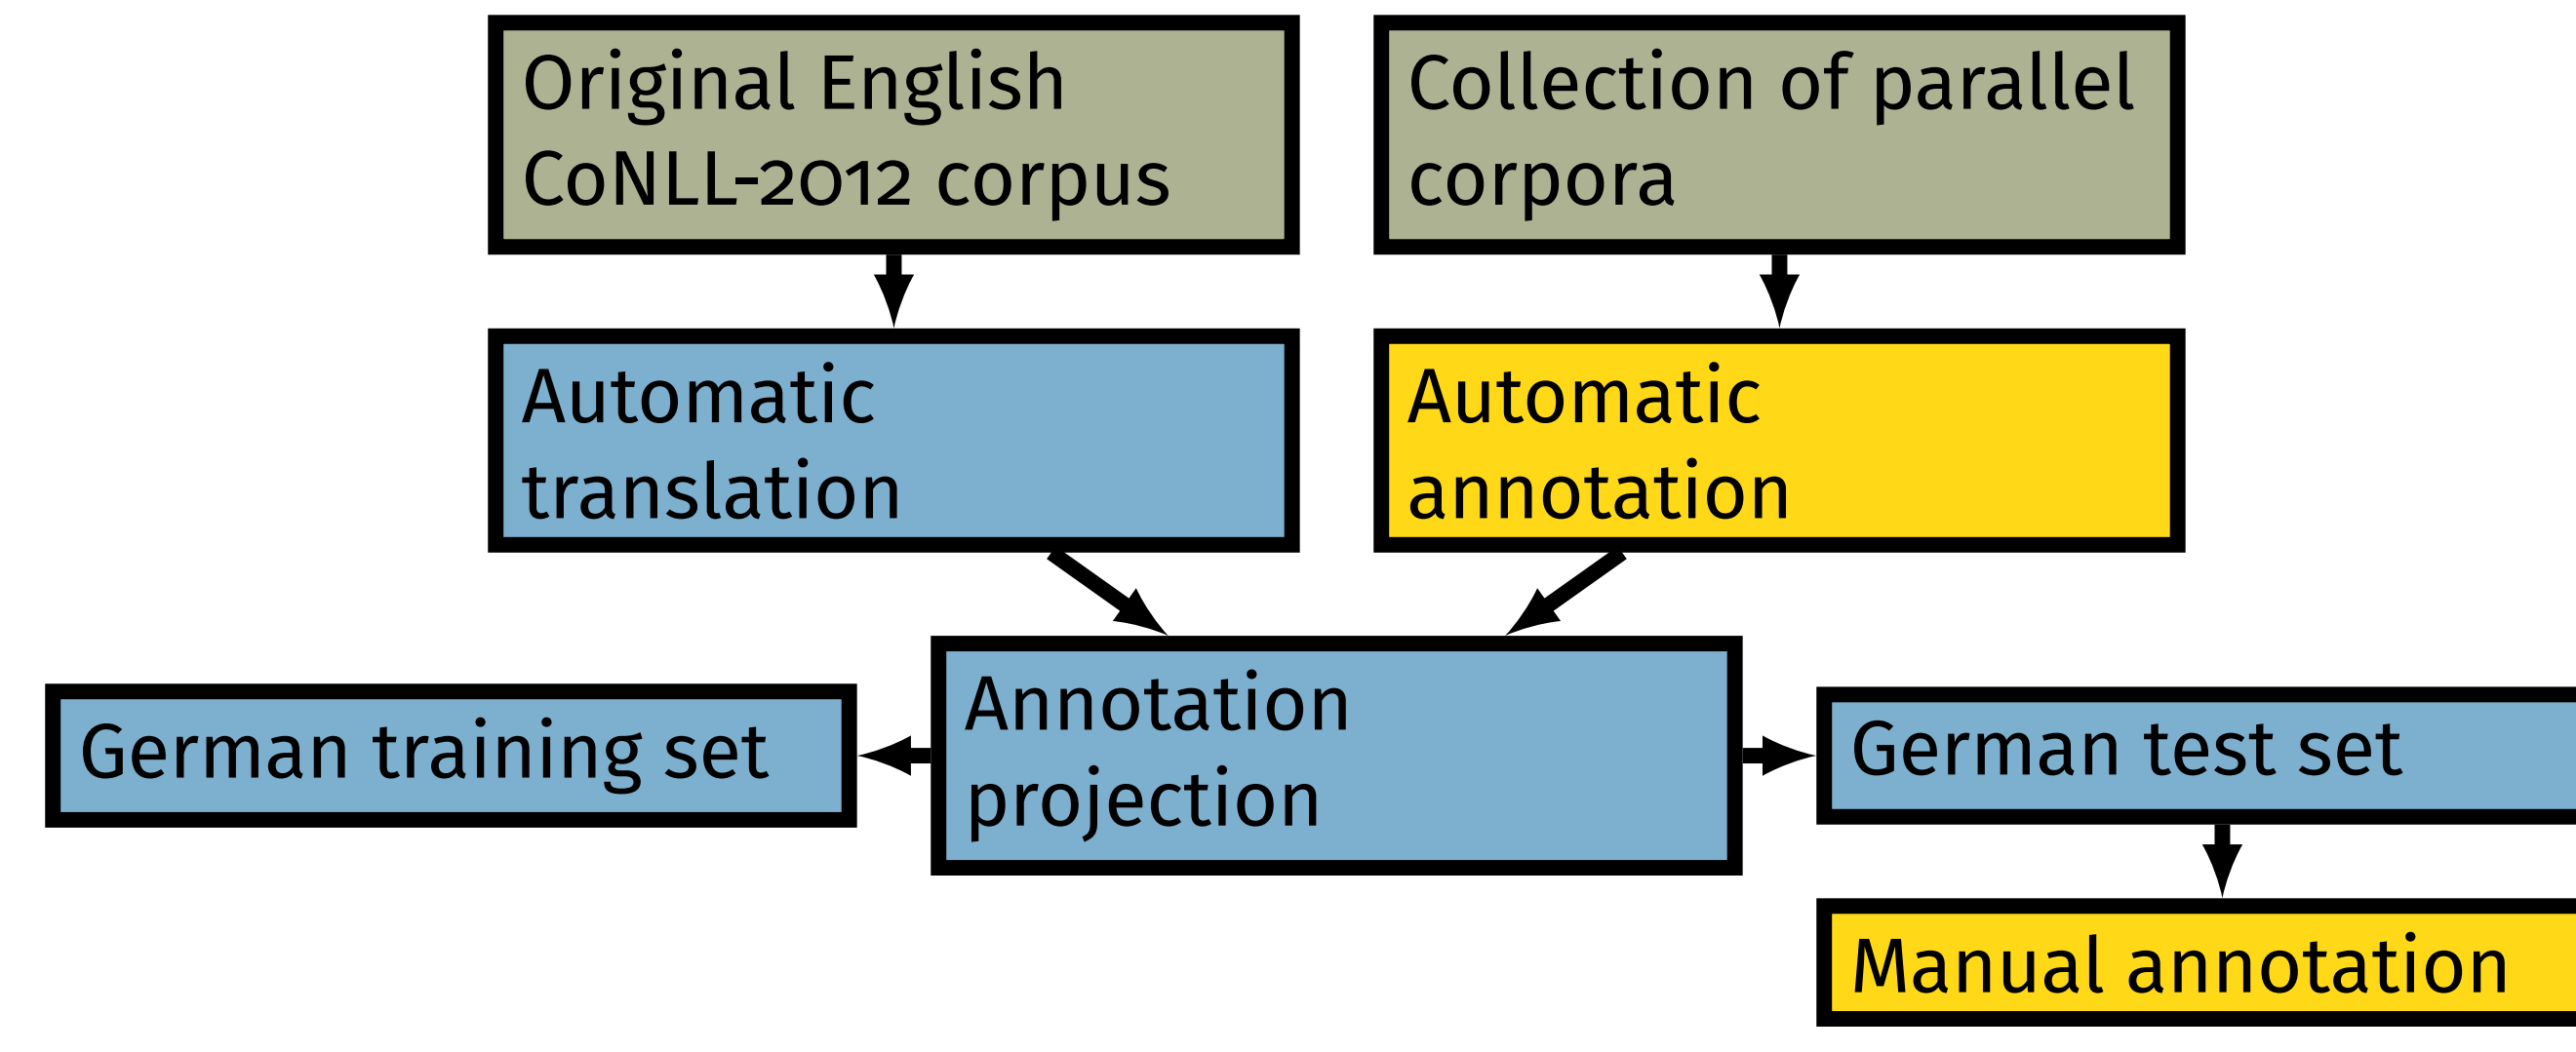 Original English
CoNLL-2012 corpus
Collection of parallel
corpora
Automatic
translation
Automatic
annotation
Annotation
projection
German training set
German test set
Manual annotation